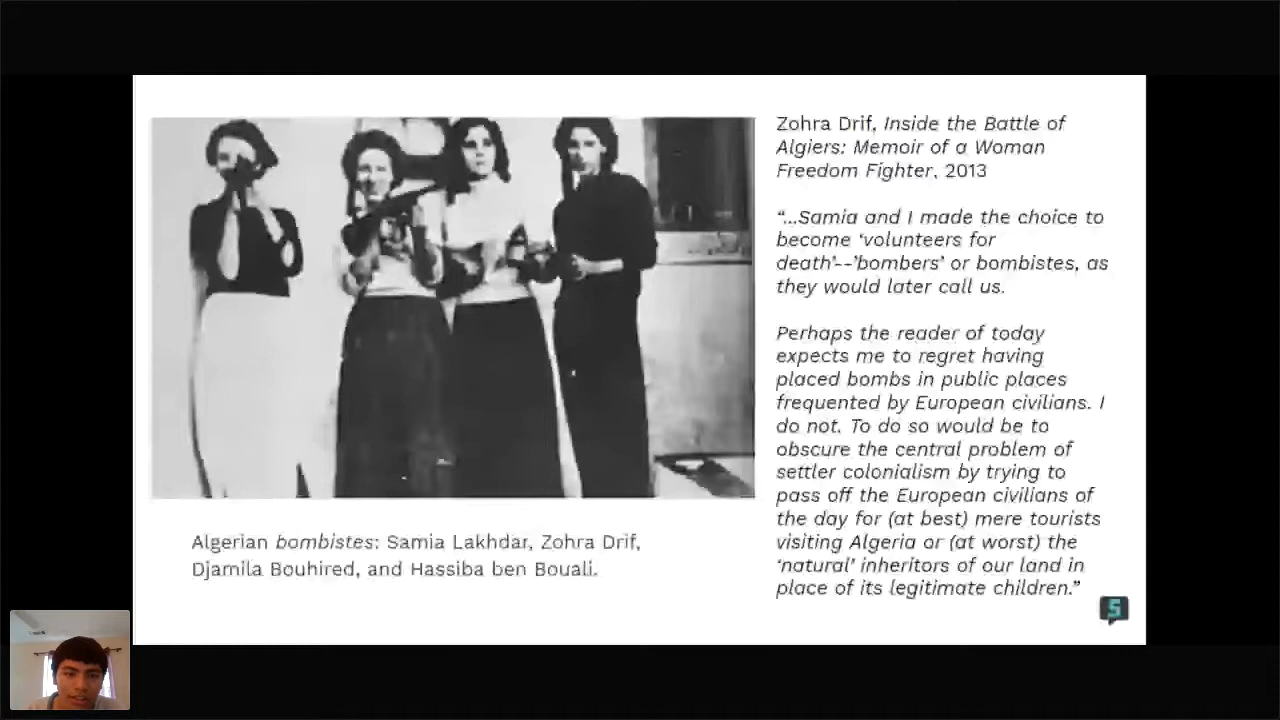 Zohra Drif, Inside the Battle of
Algiers: Memoir of a Woman
Freedom Fighter, 2013
“...Samia and I made the choice to
become ‘volunteers for
death’--’bombers’ or bombistes, as
they would later call us.
Perhaps the reader of today
expects me to regret having
placed bombs in public places
frequented by European civilians. I
do not. To do so would be to
obscure the central problem of
settler colonialism by trying to
pass off the European civilians of
the day for (at best) mere tourists
visiting Algeria or (at worst) the
‘natural’ inheritors of our land in
place of its legitimate children.”
Algerian bombistes: Samia Lakhdar, Zohra Drif,
Djamila Bouhired, and Hassiba ben Bouali.
5